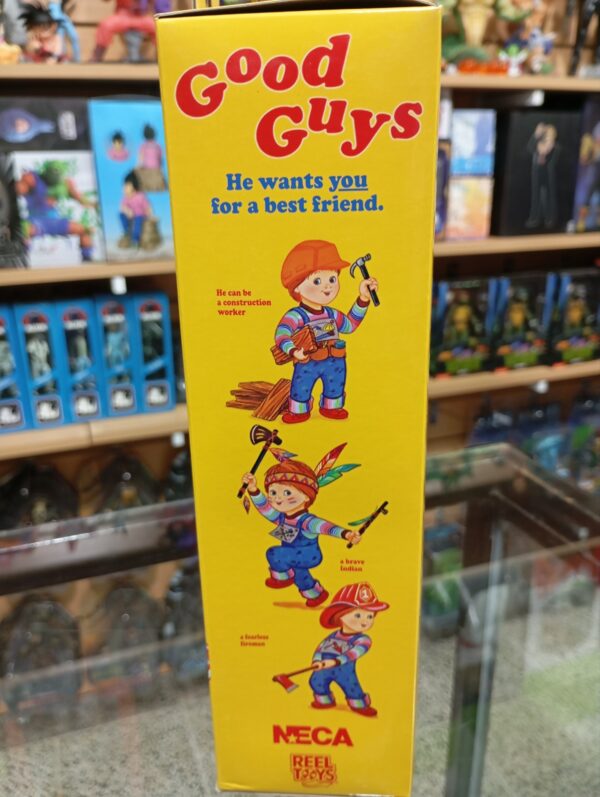 Good
Guys
He wants you
for a best friend.
He can be
a construction
worker
a brave
Indian
a fearless
fireman
1
NECA
REEL
TOYS